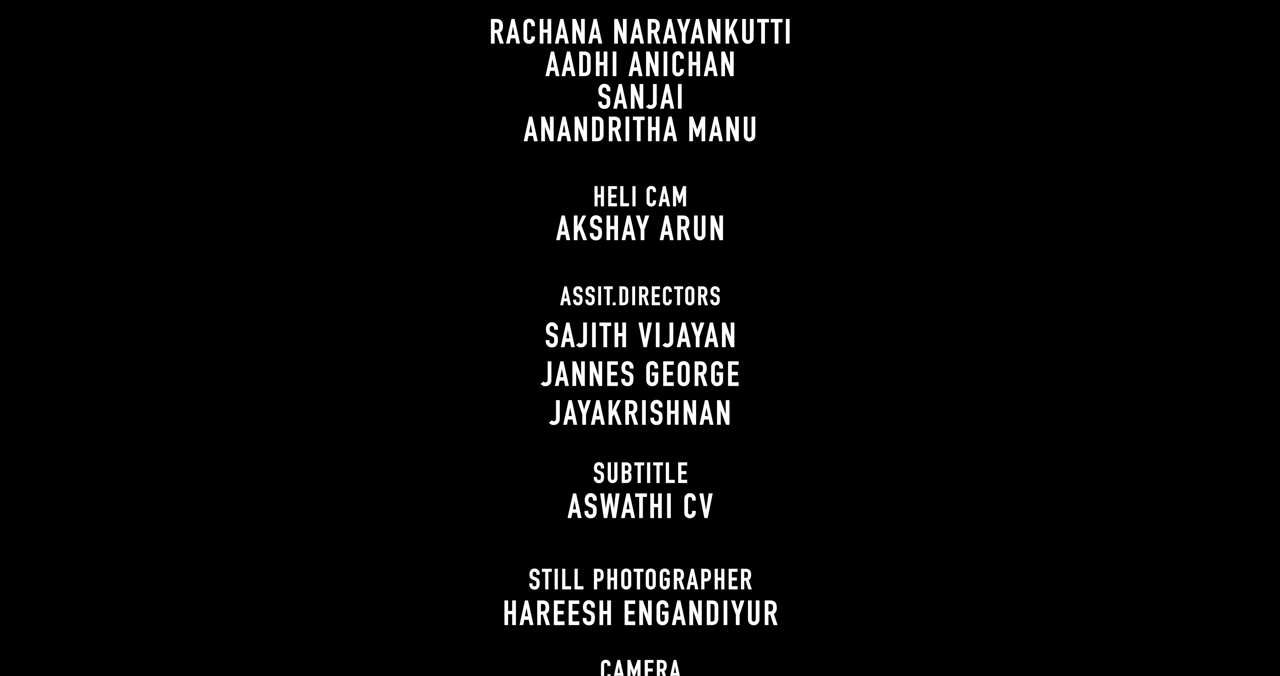 RACHANA NARAYANKUTTI
AADHI ANICHAN
SANJAI
ANANDRITHA MANU
HELI CAM
AKSHAY ARUN
ASSIT.DIRECTORS
SAJITH VIJAYAN
JANNES GEORGE
JAYAKRISHNAN
SUBTITLE
ASWATHI CV
STILL PHOTOGRAPHER
HAREESH ENGANDIYUR
CAMERA